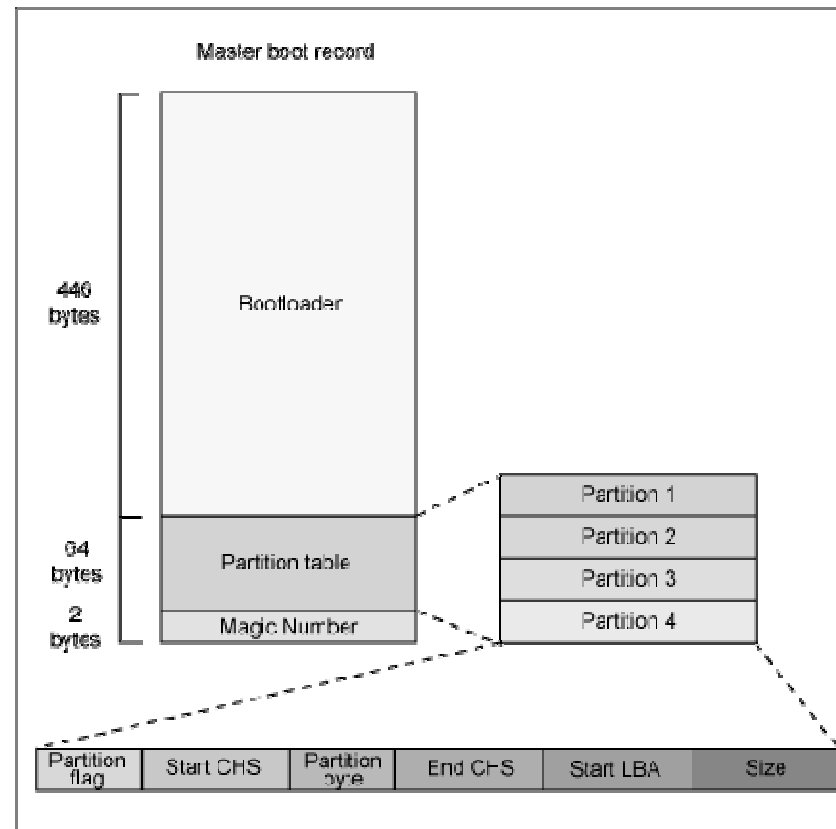 Master boot record
446
bytes
Bootloader
64
bytes
Partition table
2
bytes
Magic Number
Partition 1
Partition 2
Partition 3
Partition 4
Partition
flag
Start CHS
Partition
byte
End CHS
Start LBA
Size